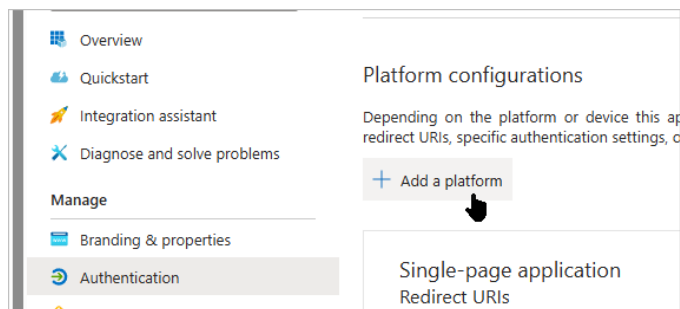 Overview
Quickstart
Integration assistant
Diagnose and solve problems
Manage
Branding & properties
Authentication
Platform configurations
Depending on the platform or device this
redirect URIs, specific authentication settings,
Add a platform
Single-page application
Redirect URIs